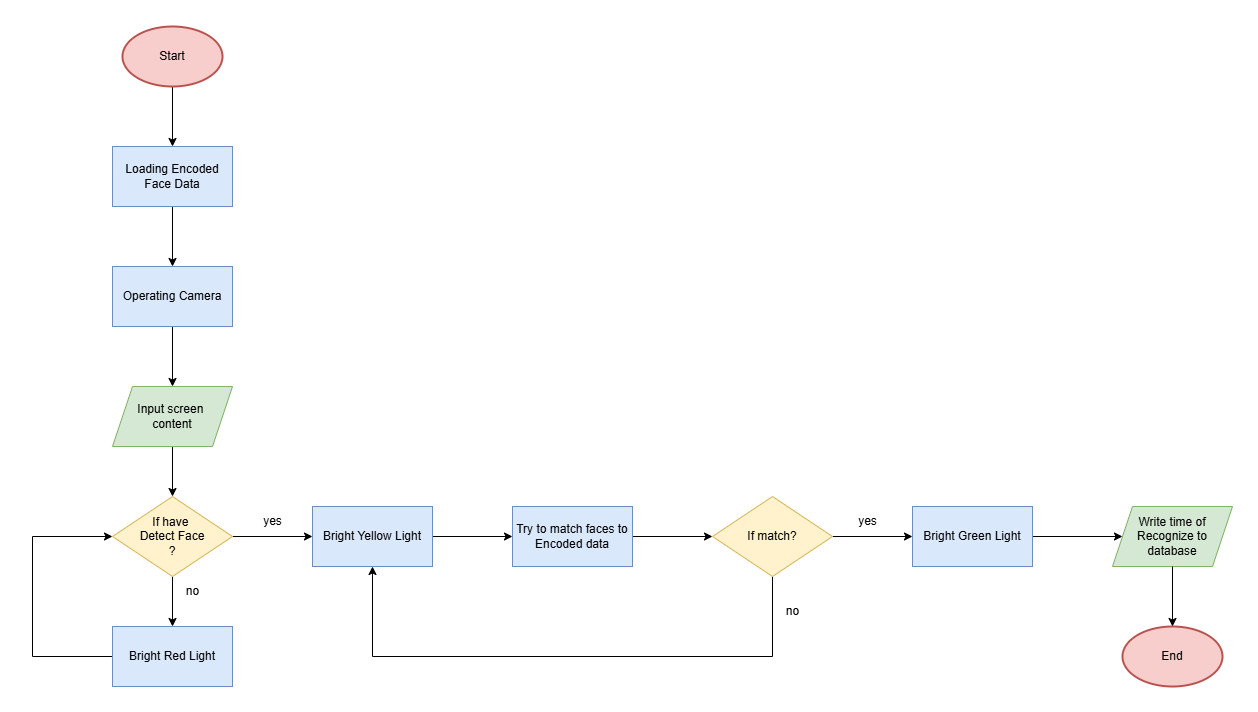 Start
Loading Encoded
Face Data
Operating Camera
Input screen
content
If have
Detect Face
?
yes
no
Bright Red Light
Bright Yellow Light
Try to match faces to
Encoded data
If match?
yes
no
Bright Green Light
Write time of
Recognize to
database
End